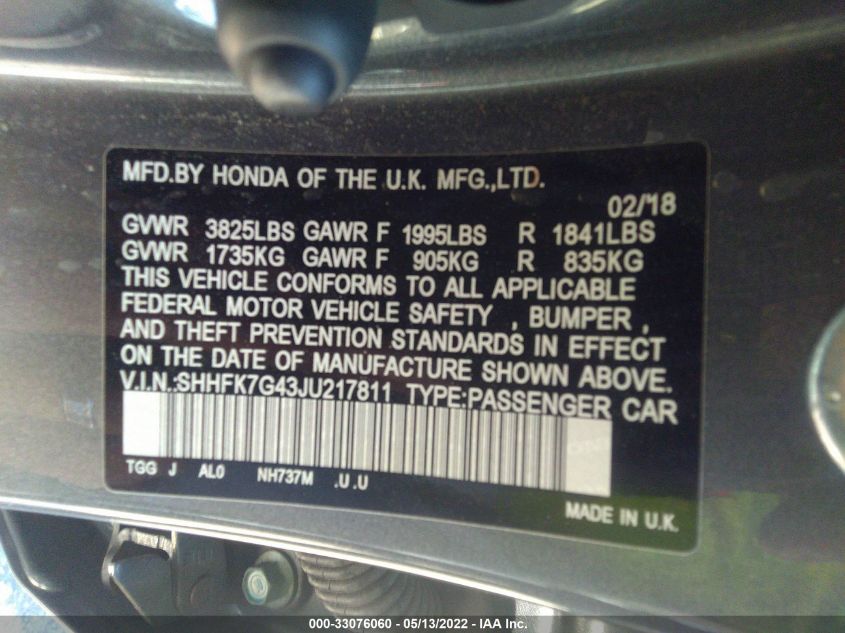 MFD.BY HONDA OF THE U.K. MFG.,LTD.
02/18
GVWR 3825LBS GAWR F 1995LBS R 1841LBS
GVWR 1735KG GAWR F 905KG R 835KG
THIS VEHICLE CONFORMS TO ALL APPLICABLE
FEDERAL MOTOR VEHICLE SAFETY , BUMPER ,
AND THEFT PREVENTION STANDARDS IN EFFECT
ON THE DATE OF MANUFACTURE SHOWN ABOVE.
V.I.N.:SHHFK7G43JU217811 TYPE:PASSENGER CAR
TGG J AL0 NH737M .U .U
MADE IN U.K.
000-33076060 - 05/13/2022 - IAA Inc.